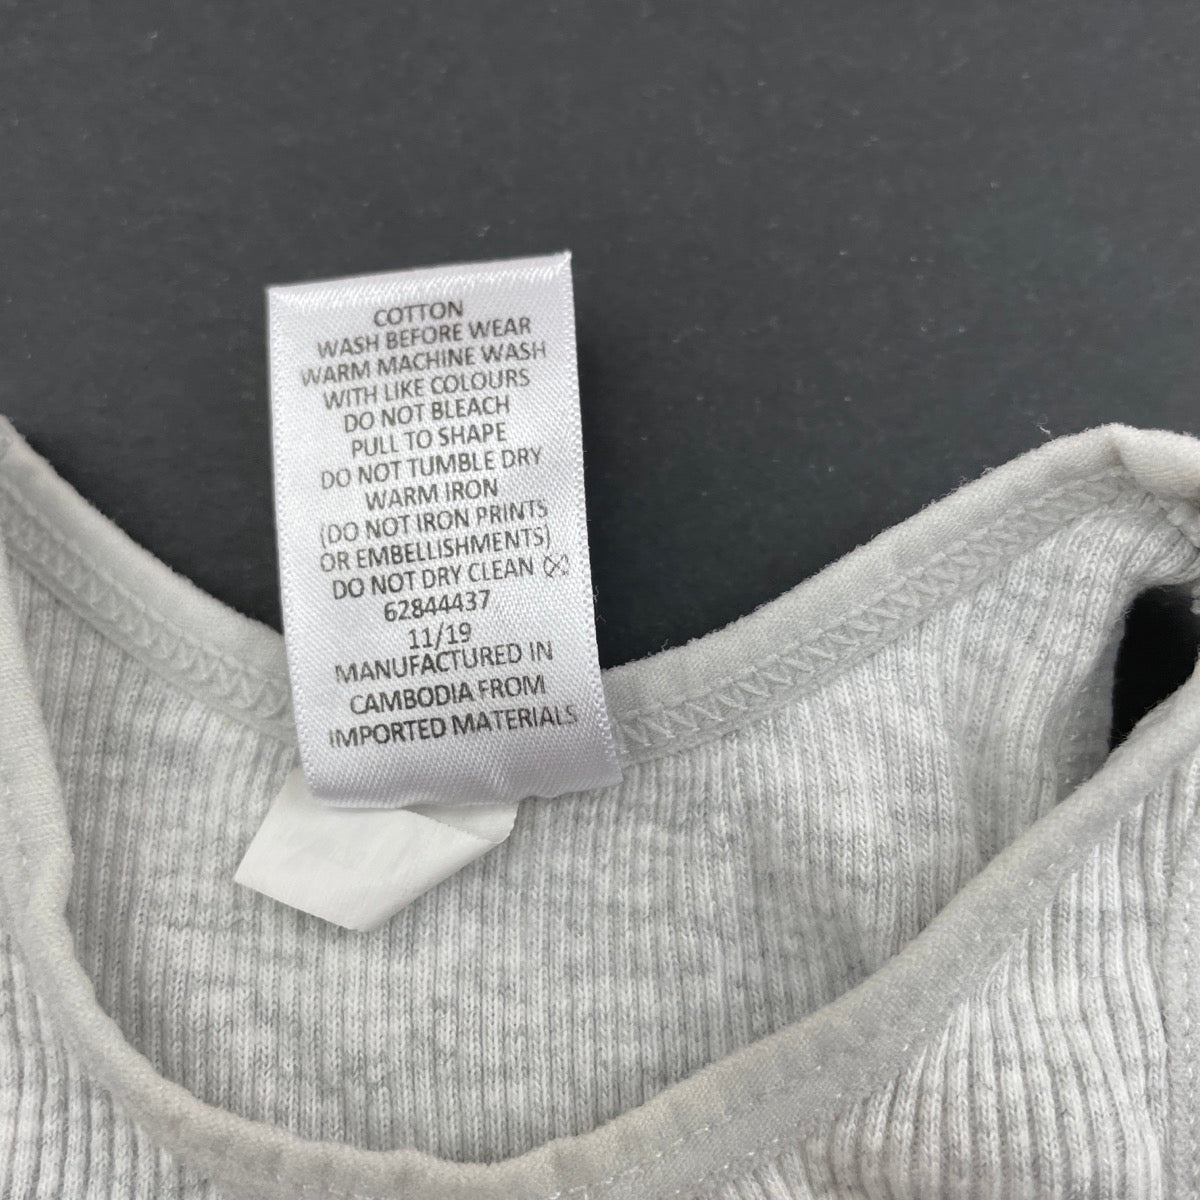 COTTON
WASH BEFORE WEAR
WARM MACHINE WASH
WITH LIKE COLOURS
DO NOT BLEACH
PULL TO SHAPE
DO NOT TUMBLE DRY
WARM IRON
(DO NOT IRON PRINTS
OR EMBELLISHMENTS)
DO NOT DRY CLEAN
62844437
11/19
MANUFACTURED IN
CAMBODIA FROM
IMPORTED MATERIALS